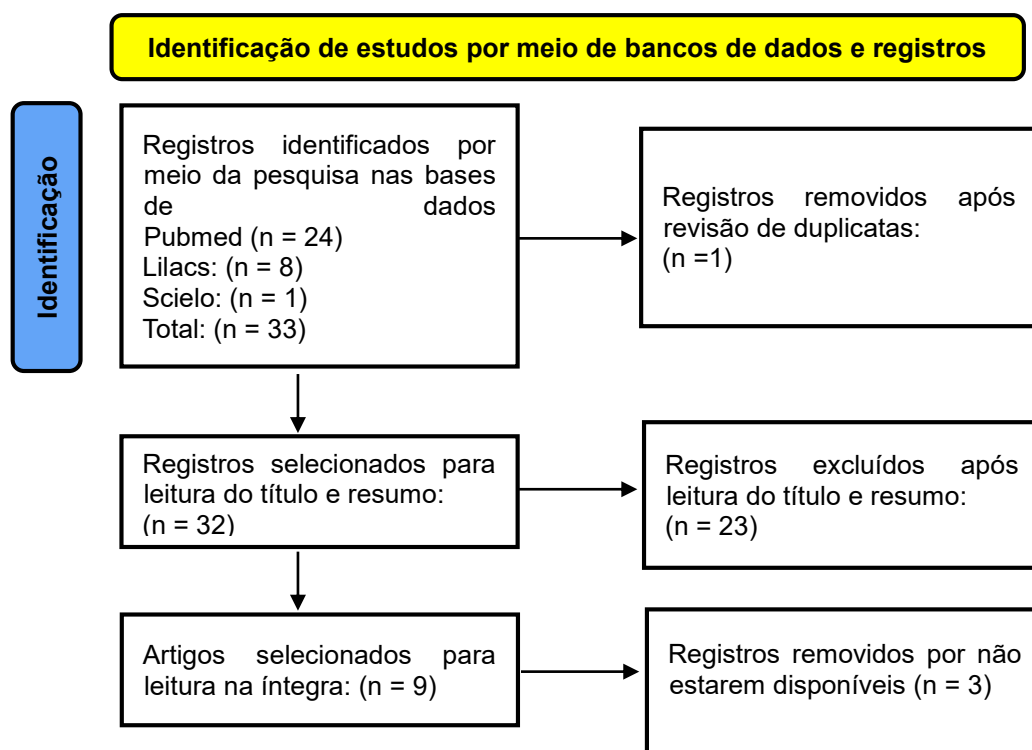 Identificação de estudos por meio de bancos de dados e registros
Identificação
Registros identificados por
meio da pesquisa nas bases
de dados
Pubmed (n = 24)
Lilacs: (n = 8)
Scielo: (n = 1)
Total: (n = 33)
Registros removidos após
revisão de duplicatas:
(n =1)
Registros selecionados para
leitura do título e resumo:
(n = 32)
Registros excluídos após
leitura do título e resumo:
(n = 23)
Artigos selecionados para
leitura na íntegra: (n = 9)
Registros removidos por não
estarem disponíveis (n = 3)